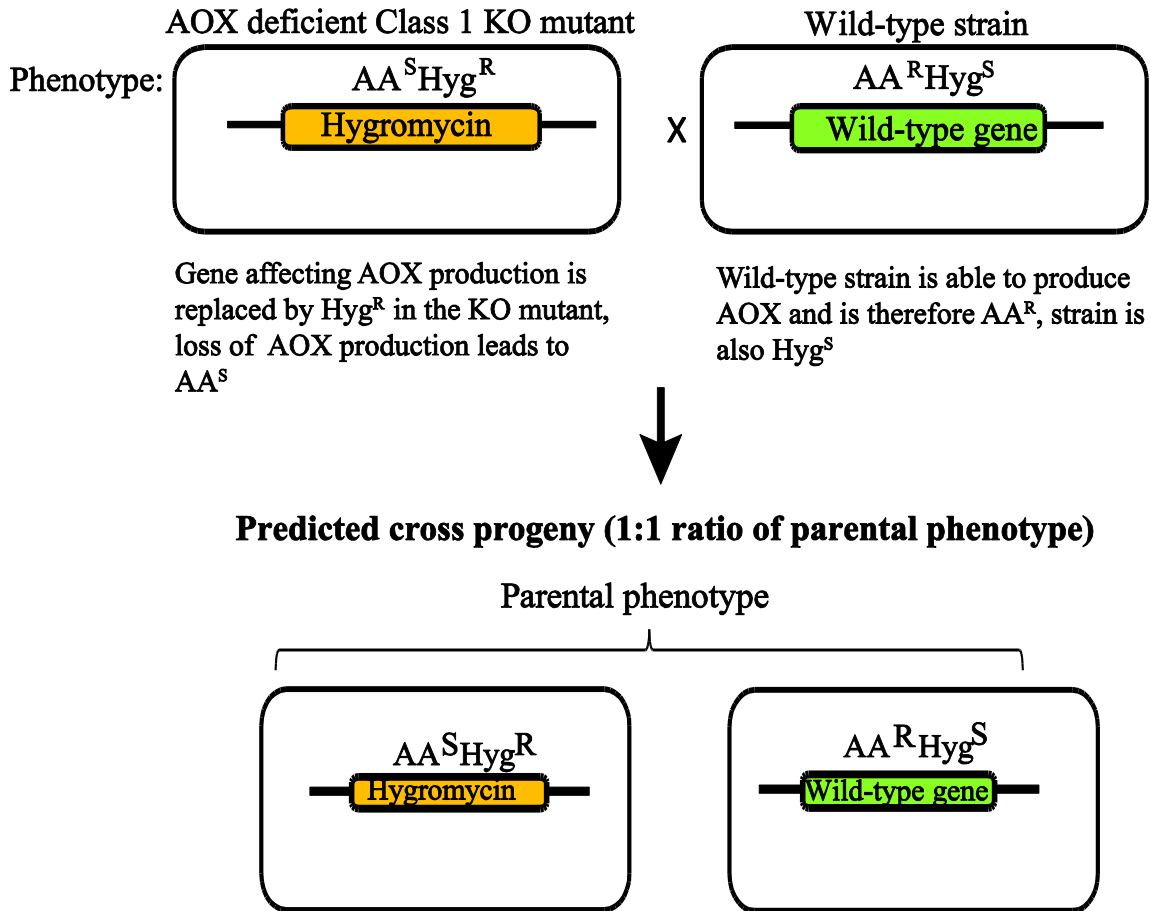 AOX deficient Class 1 KO mutant
Wild-type strain
Phenotype:
AA^S Hyg^R
Hygromycin
X
AA^R Hyg^S
Wild-type gene
Gene affecting AOX production is
replaced by Hyg^R in the KO mutant,
loss of AOX production leads to
AA^S
Wild-type strain is able to produce
AOX and is therefore AA^R, strain is
also Hyg^S
Predicted cross progeny (1:1 ratio of parental phenotype)
Parental phenotype
AA^S Hyg^R
Hygromycin
AA^R Hyg^S
Wild-type gene